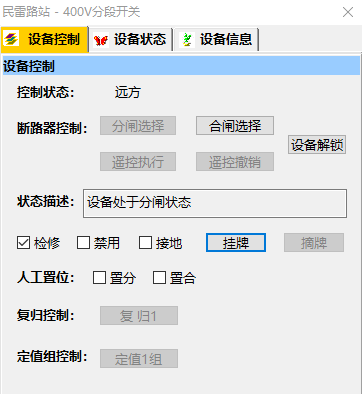 民雷路站 - 400V分段开关
设备控制 设备状态 设备信息
设备控制
控制状态： 远方
断路器控制： 分闸选择 合闸选择
设备解锁
遥控执行 遥控撤销
状态描述： 设备处于分闸状态
检修 禁用 接地 挂牌 摘牌
人工置位： 置分 置合
复归控制： 复 归1
定值组控制： 定值1组